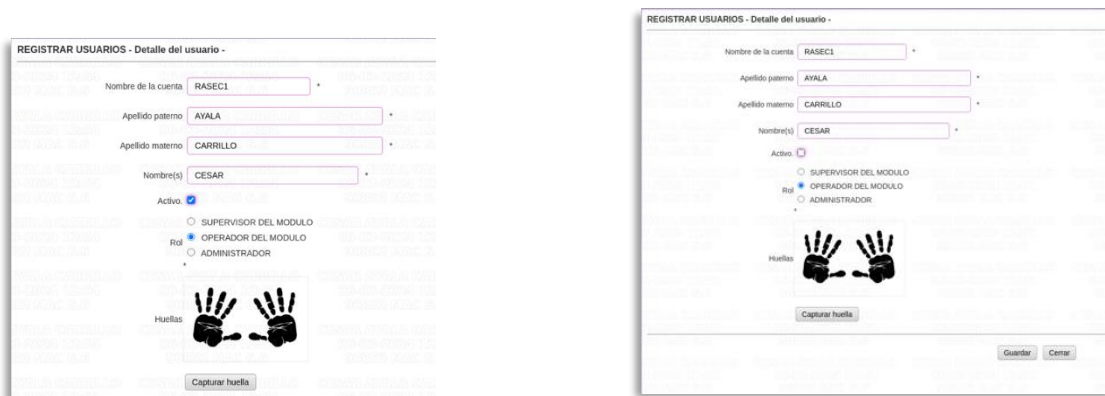 REGISTRAR USUARIOS - Detalle del usuario -
Nombre de la cuenta RASEC1 *
Apellido paterno AYALA *
Apellido materno CARRILLO *
Nombre(s) CESAR *
Activo.
SUPERVISOR DEL MODULO
Rol OPERADOR DEL MODULO
ADMINISTRADOR
*
Huellas
Capturar huella
REGISTRAR USUARIOS - Detalle del usuario -
Nombre de la cuenta RASEC1 *
Apellido paterno AYALA *
Apellido materno CARRILLO *
Nombre(s) CESAR *
Activo.
SUPERVISOR DEL MODULO
Rol OPERADOR DEL MODULO
ADMINISTRADOR
*
Huellas
Capturar huella
Guardar Cerrar